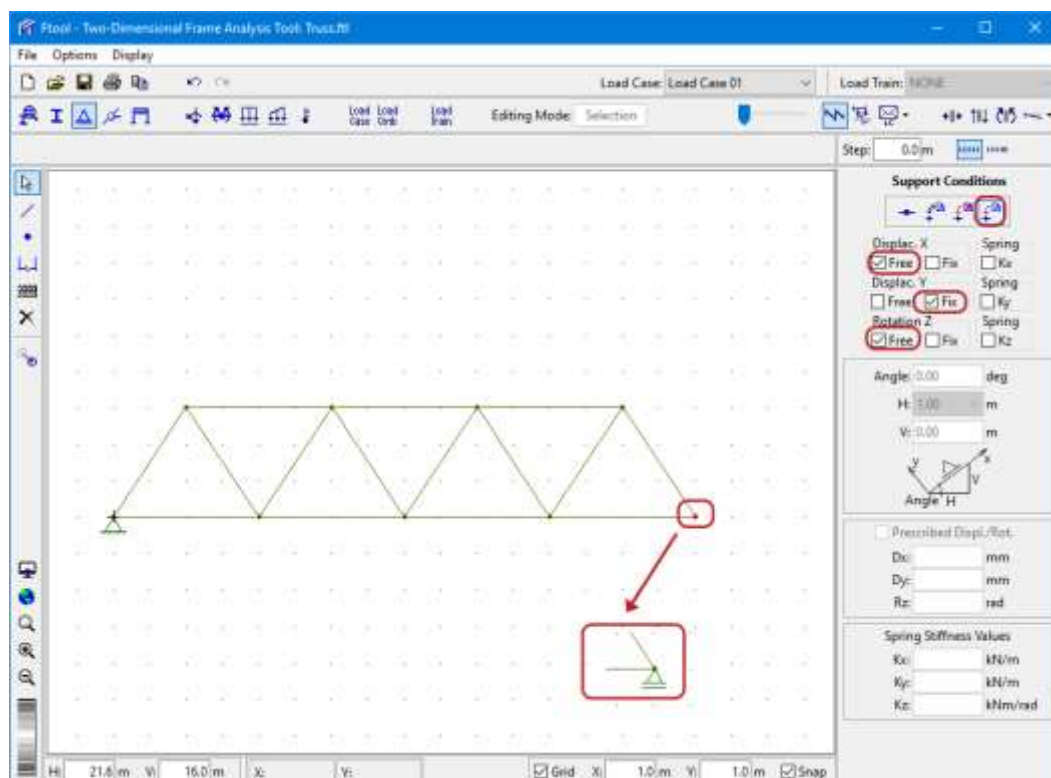 Ftool - Two-Dimensional Frame Analysis Tool: Truss.ftl
File Options Display
Load Case: Load Case 01 Load Train: NONE
Load Case Load Comb Load Train Editing Mode: Selection
Step: 0.0 m
Support Conditions
Displac. X Spring
Free Fix Kx
Displac. Y Spring
Free Fix Ky
Rotation Z Spring
Free Fix Kz
Angle: 0.00 deg
H: 1.00 m
V: 0.00 m
y x
V
Angle H
Prescribed Displ./Rot.
Dx: mm
Dy: mm
Rz: rad
Spring Stiffness Values
Kx: kN/m
Ky: kN/m
Kz: kNm/rad
H: 21.6 m V: 16.0 m X: Y: Grid X: 1.0 m Y: 1.0 m Snap